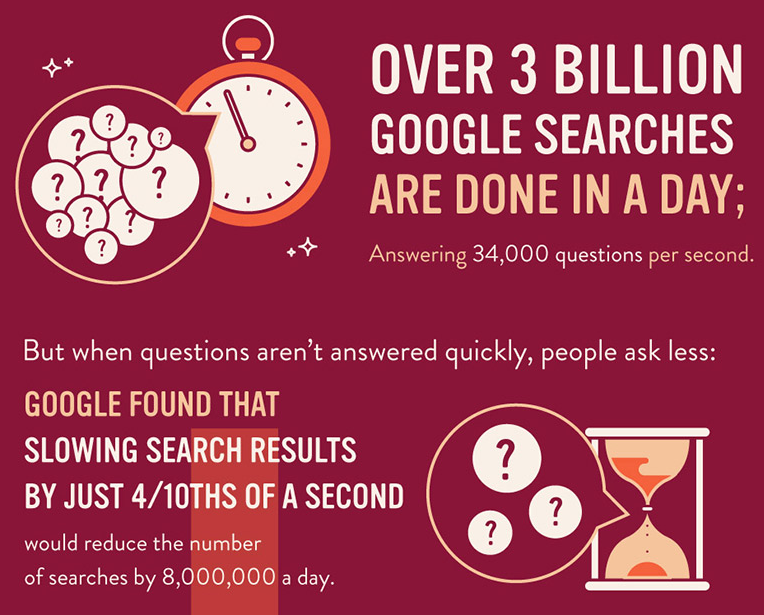 OVER 3 BILLION
GOOGLE SEARCHES
ARE DONE IN A DAY;
Answering 34,000 questions per second.
? ? ? ? ? ? ? ? ? ?
But when questions aren't answered quickly, people ask less:
GOOGLE FOUND THAT
SLOWING SEARCH RESULTS
BY JUST 4/10THS OF A SECOND
would reduce the number
of searches by 8,000,000 a day.
? ? ?